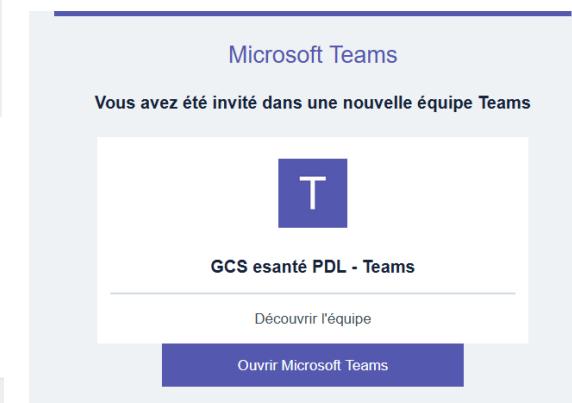 Microsoft Teams
Vous avez été invité dans une nouvelle équipe Teams
T
GCS esanté PDL - Teams
Découvrir l'équipe
Ouvrir Microsoft Teams